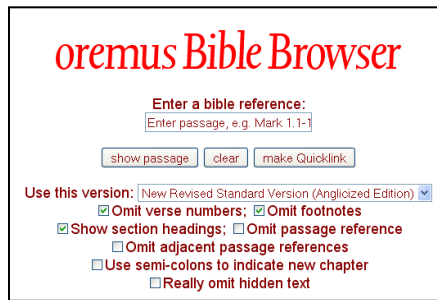 oremus Bible Browser
Enter a bible reference:
Enter passage, e.g. Mark 1.1-1
show passage clear make Quicklink
Use this version: New Revised Standard Version (Anglicized Edition)
Omit verse numbers; Omit footnotes
Show section headings; Omit passage reference
Omit adjacent passage references
Use semi-colons to indicate new chapter
Really omit hidden text